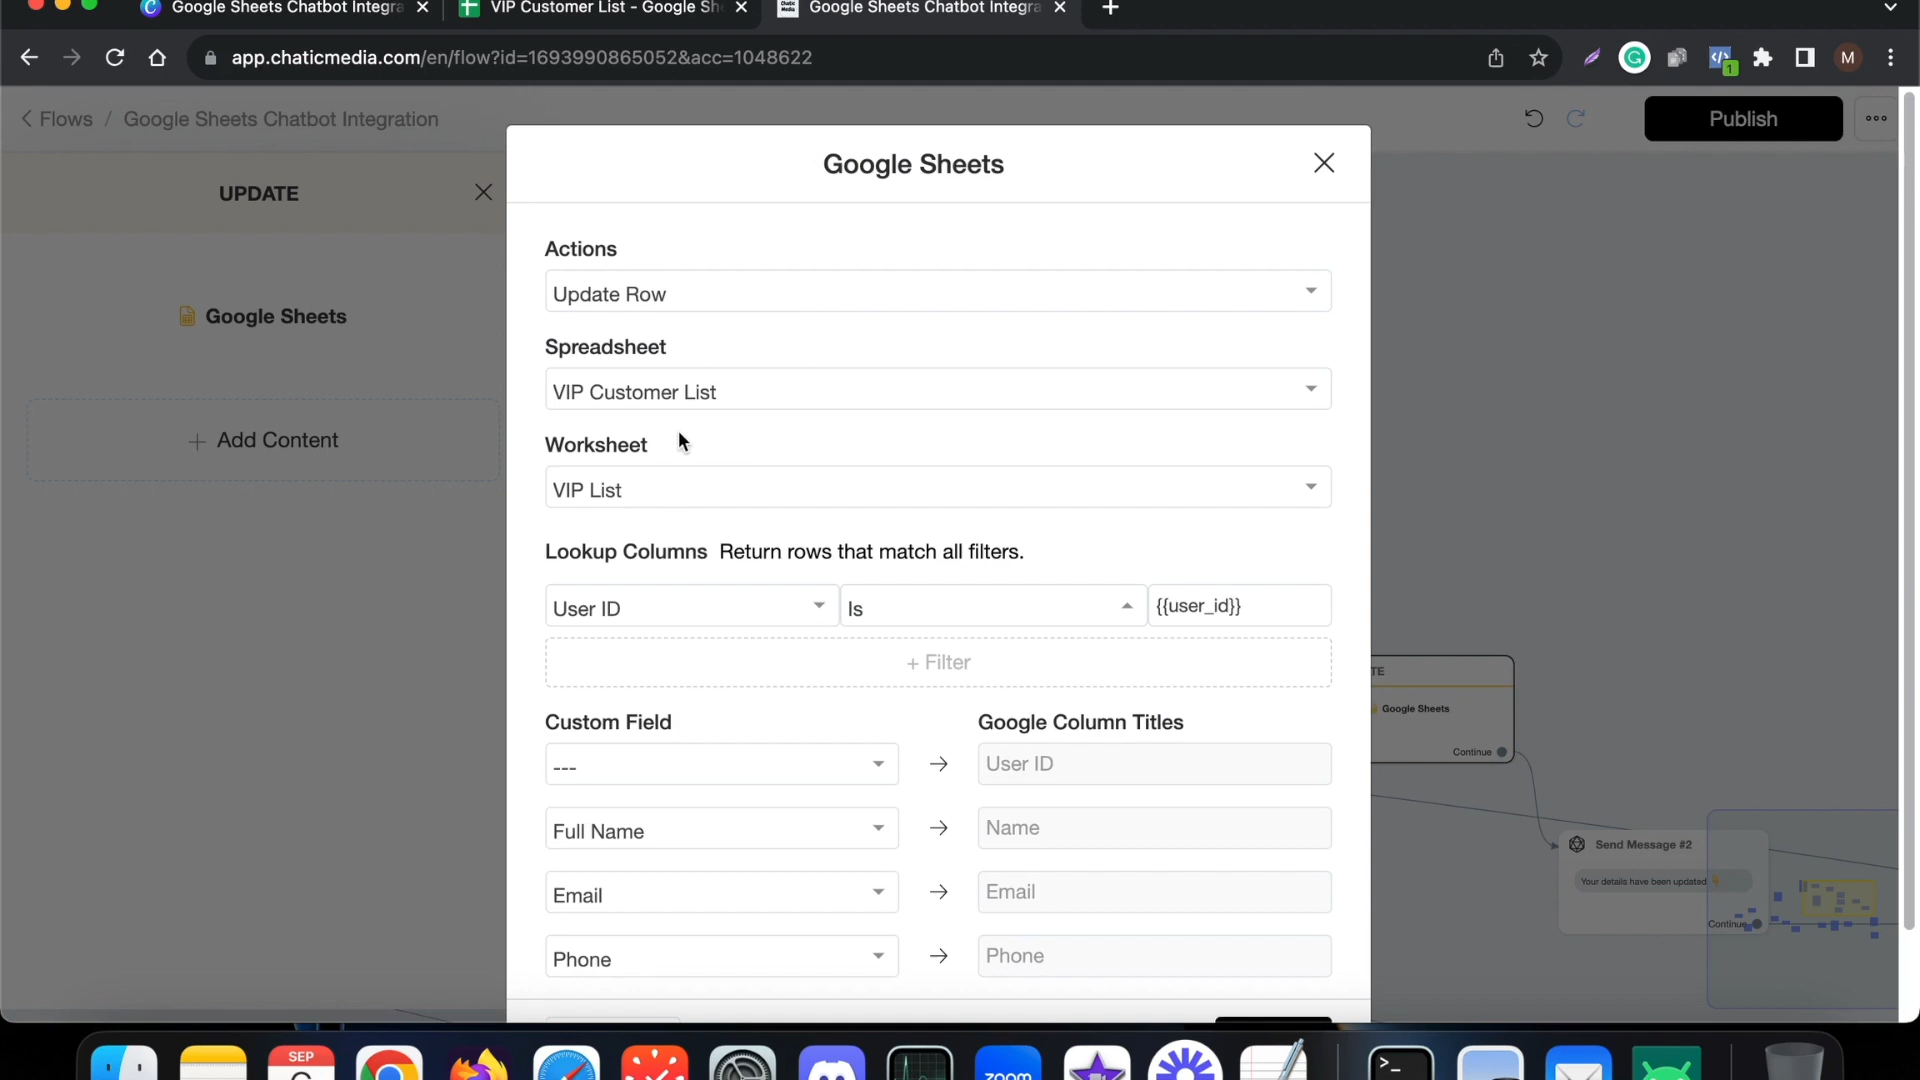 Google Sheets Chatbot Integra
VIP Customer List - Google Sh
Google Sheets Chatbot Integra
app.chaticmedia.com/en/flow?id=1693990865052&acc=1048622
1
M
Flows / Google Sheets Chatbot Integration
Publish
UPDATE
Google Sheets
+ Add Content
Google Sheets
Actions
Update Row
Spreadsheet
VIP Customer List
Worksheet
VIP List
Lookup Columns Return rows that match all filters.
User ID
Is
{{user_id}}
+ Filter
Custom Field
Google Column Titles
---
User ID
Full Name
Name
Email
Email
Phone
Phone
TE
Google Sheets
Continue
Send Message #2
Your details have been updated
Continue
SEP
zoom